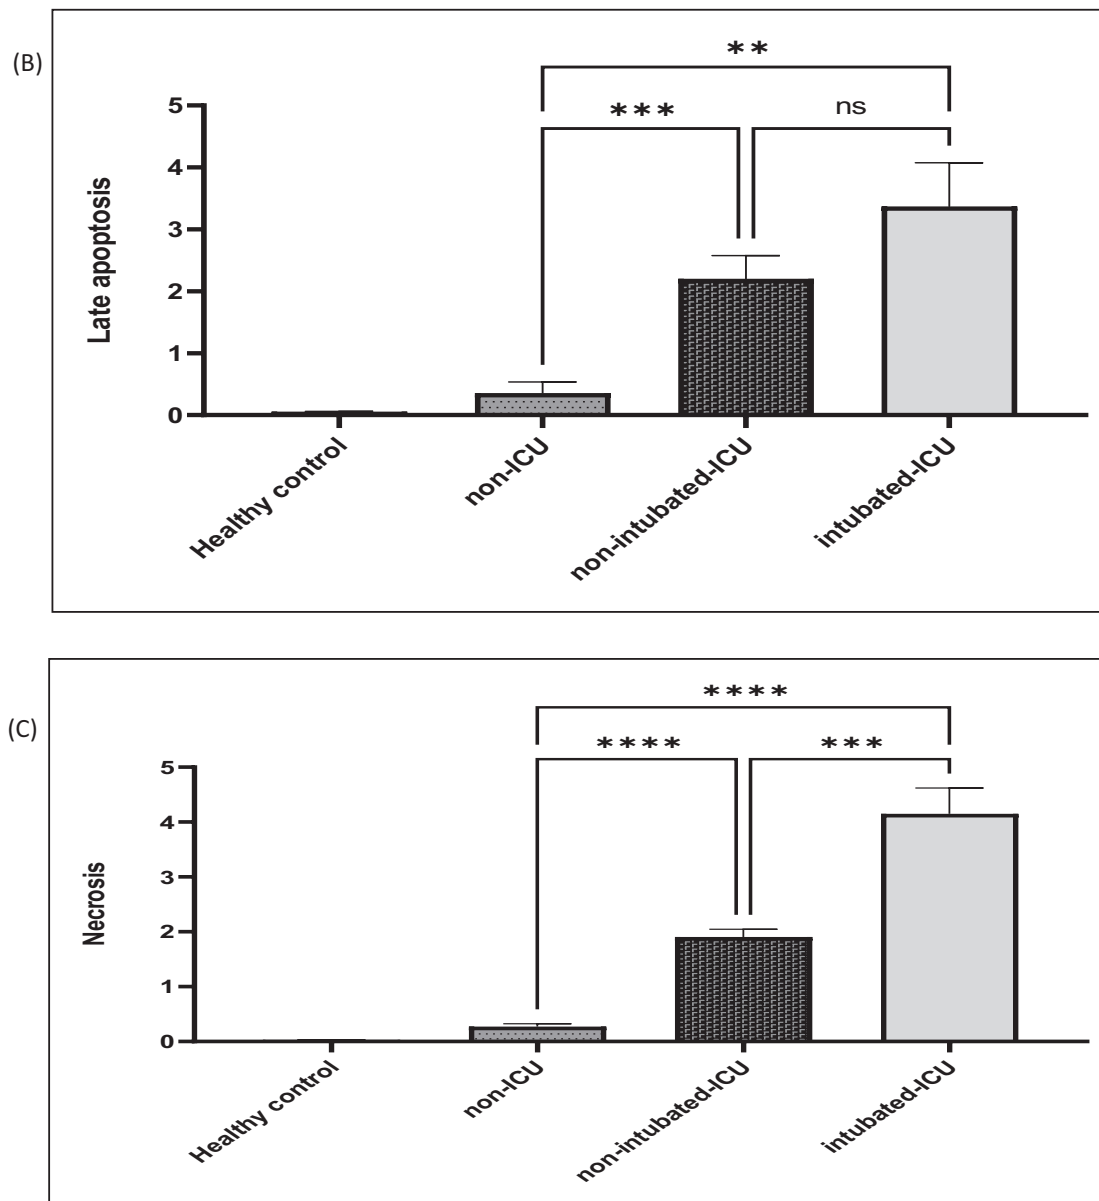 (B)
**
***
ns
5
4
3
2
1
0
Late apoptosis
Healthy control
non-ICU
non-intubated-ICU
intubated-ICU
(C)
****
****
***
5
4
3
2
1
0
Necrosis
Healthy control
non-ICU
non-intubated-ICU
intubated-ICU